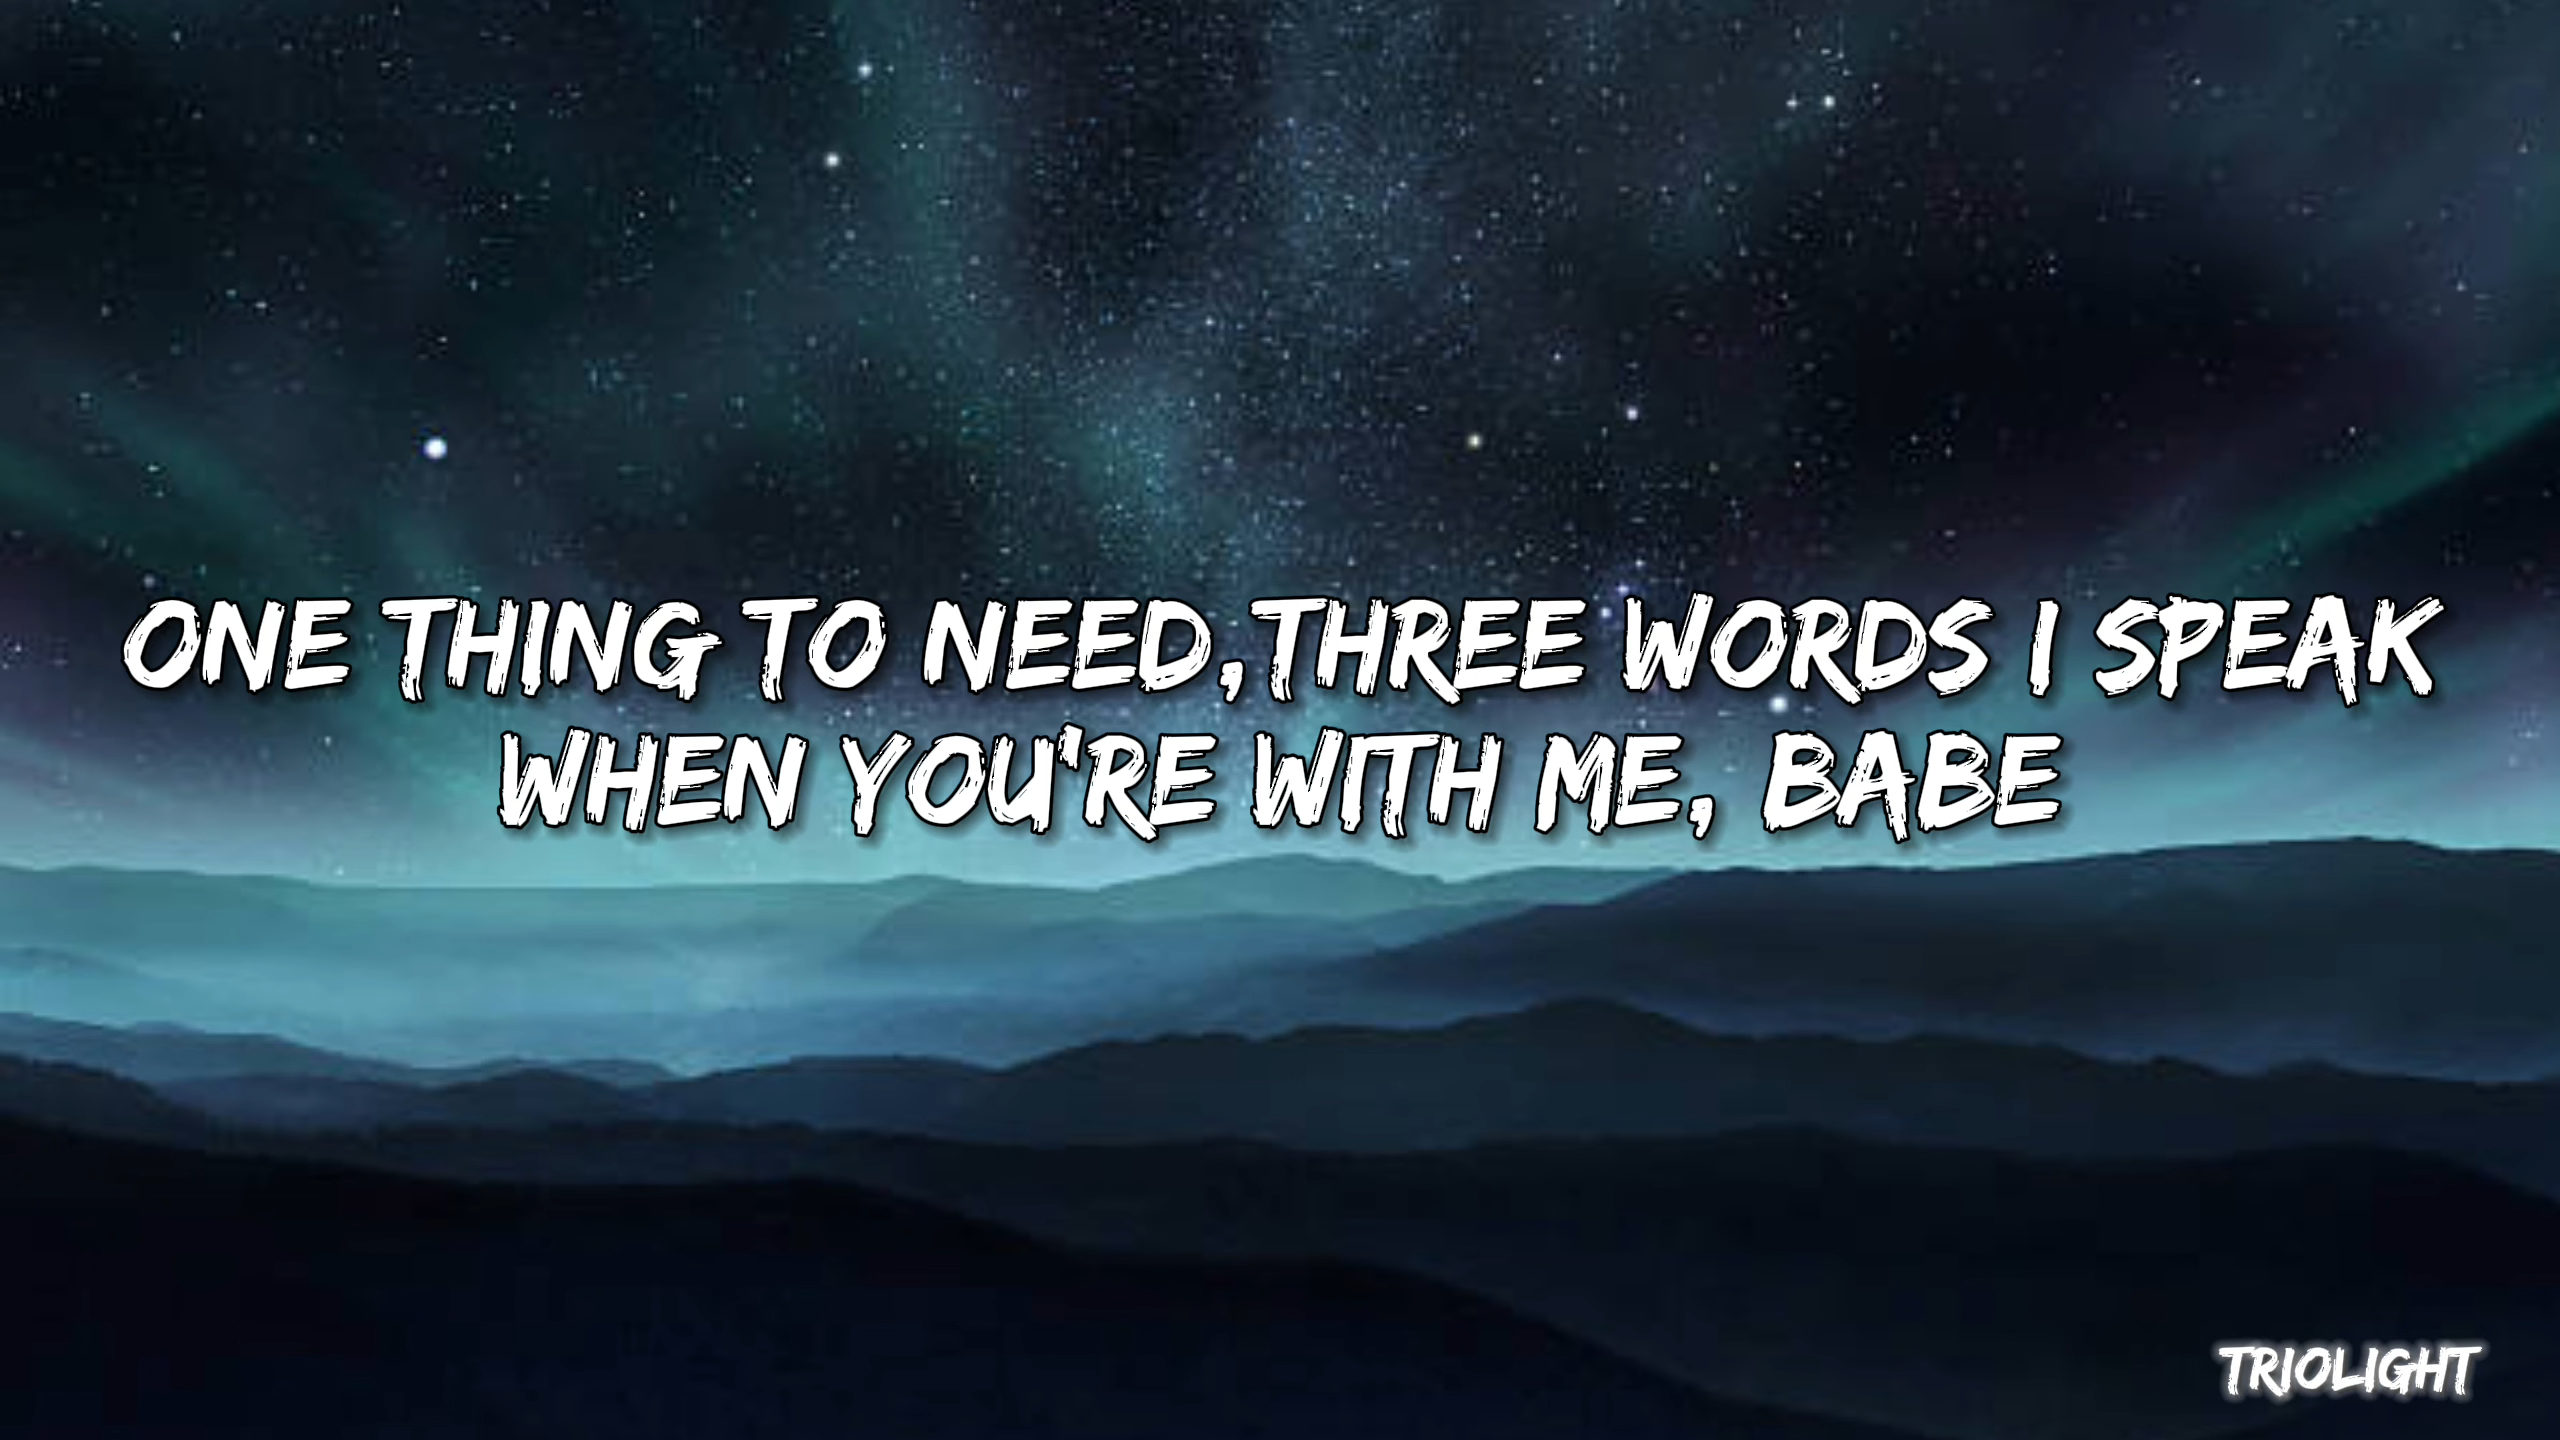 ONE THING TO NEED,THREE WORDS I SPEAK
WHEN YOU'RE WITH ME, BABE
TRIOLIGHT